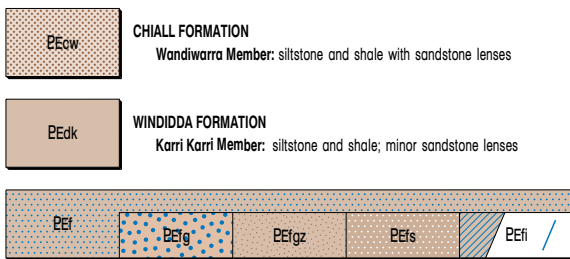 PEcw
CHIALL FORMATION
Wandiwarra Member: siltstone and shale with sandstone lenses
PEdk
WINDIDDA FORMATION
Karri Karri Member: siltstone and shale; minor sandstone lenses
PEf PEfg PEfgz PEfs PEfi